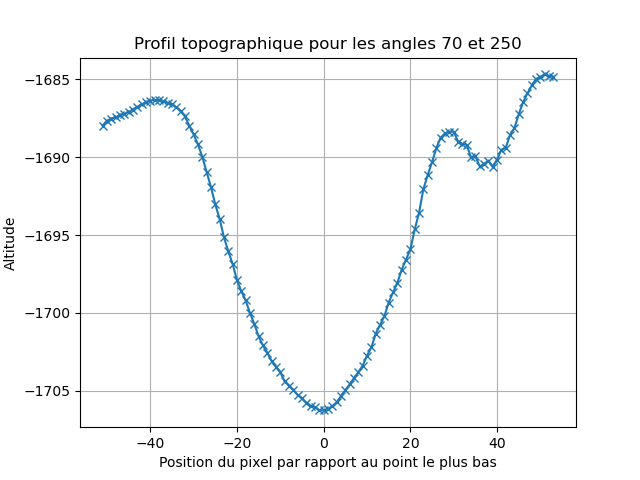 Profil topographique pour les angles 70 et 250
Altitude
−1685
−1690
−1695
−1700
−1705
−40 −20 0 20 40
Position du pixel par rapport au point le plus bas